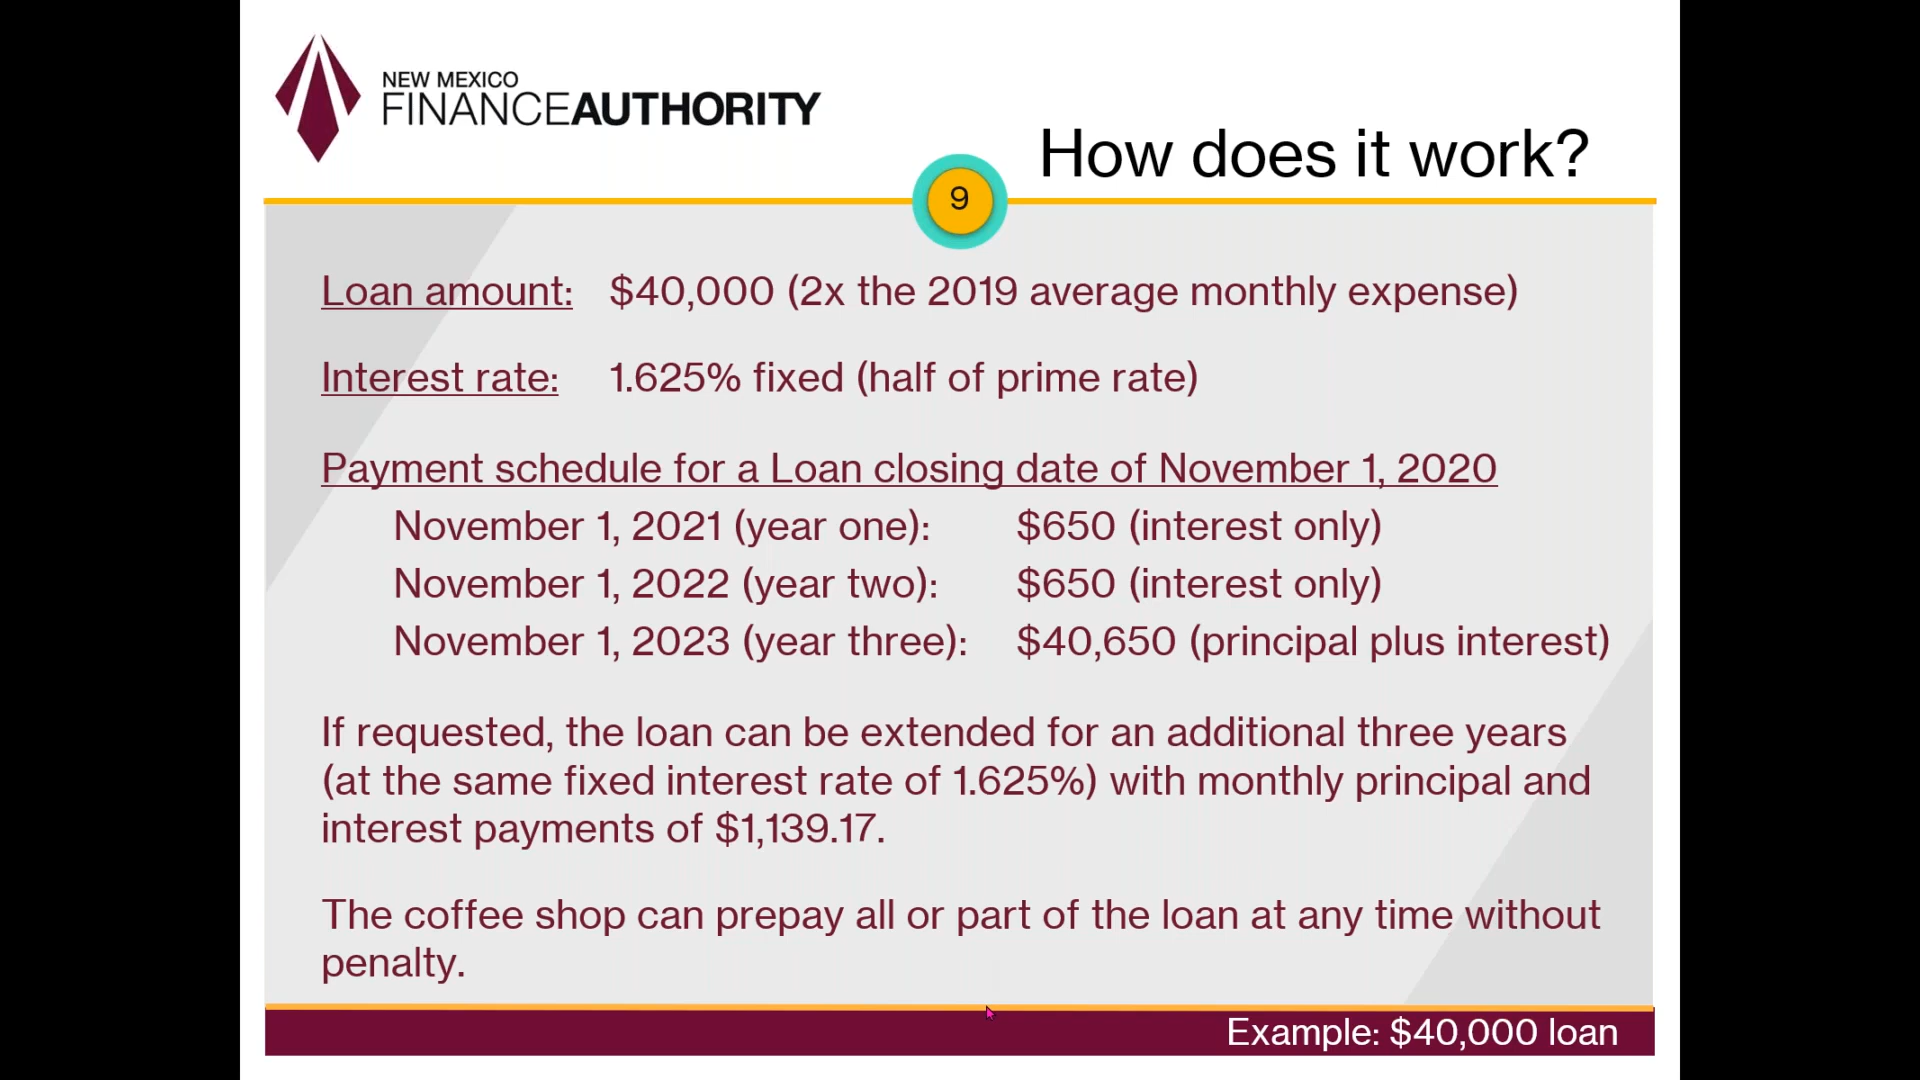 NEW MEXICO
FINANCEAUTHORITY
How does it work?
9
Loan amount: $40,000 (2x the 2019 average monthly expense)
Interest rate: 1.625% fixed (half of prime rate)
Payment schedule for a Loan closing date of November 1, 2020
November 1, 2021 (year one): $650 (interest only)
November 1, 2022 (year two): $650 (interest only)
November 1, 2023 (year three): $40,650 (principal plus interest)
If requested, the loan can be extended for an additional three years
(at the same fixed interest rate of 1.625%) with monthly principal and
interest payments of $1,139.17.
The coffee shop can prepay all or part of the loan at any time without
penalty.
Example: $40,000 loan